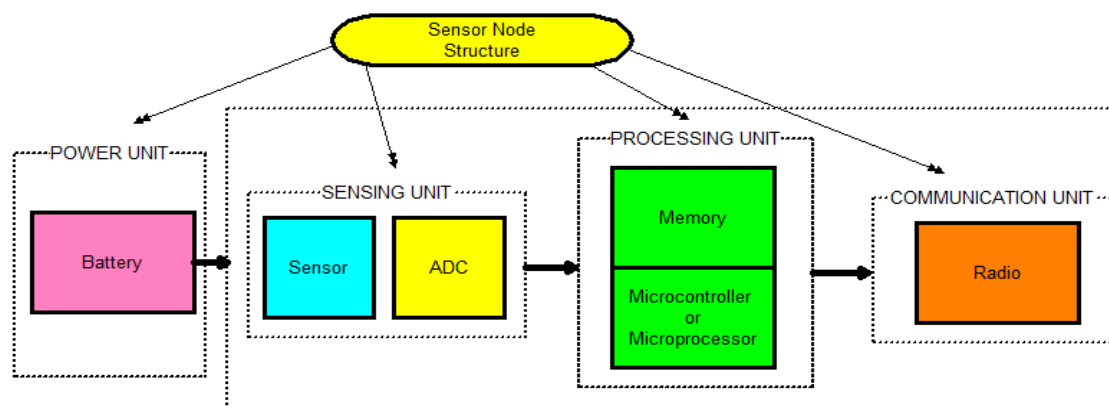 Sensor Node
Structure
POWER UNIT
SENSING UNIT
PROCESSING UNIT
COMMUNICATION UNIT
Battery
Sensor
ADC
Memory
Microcontroller
or
Microprocessor
Radio